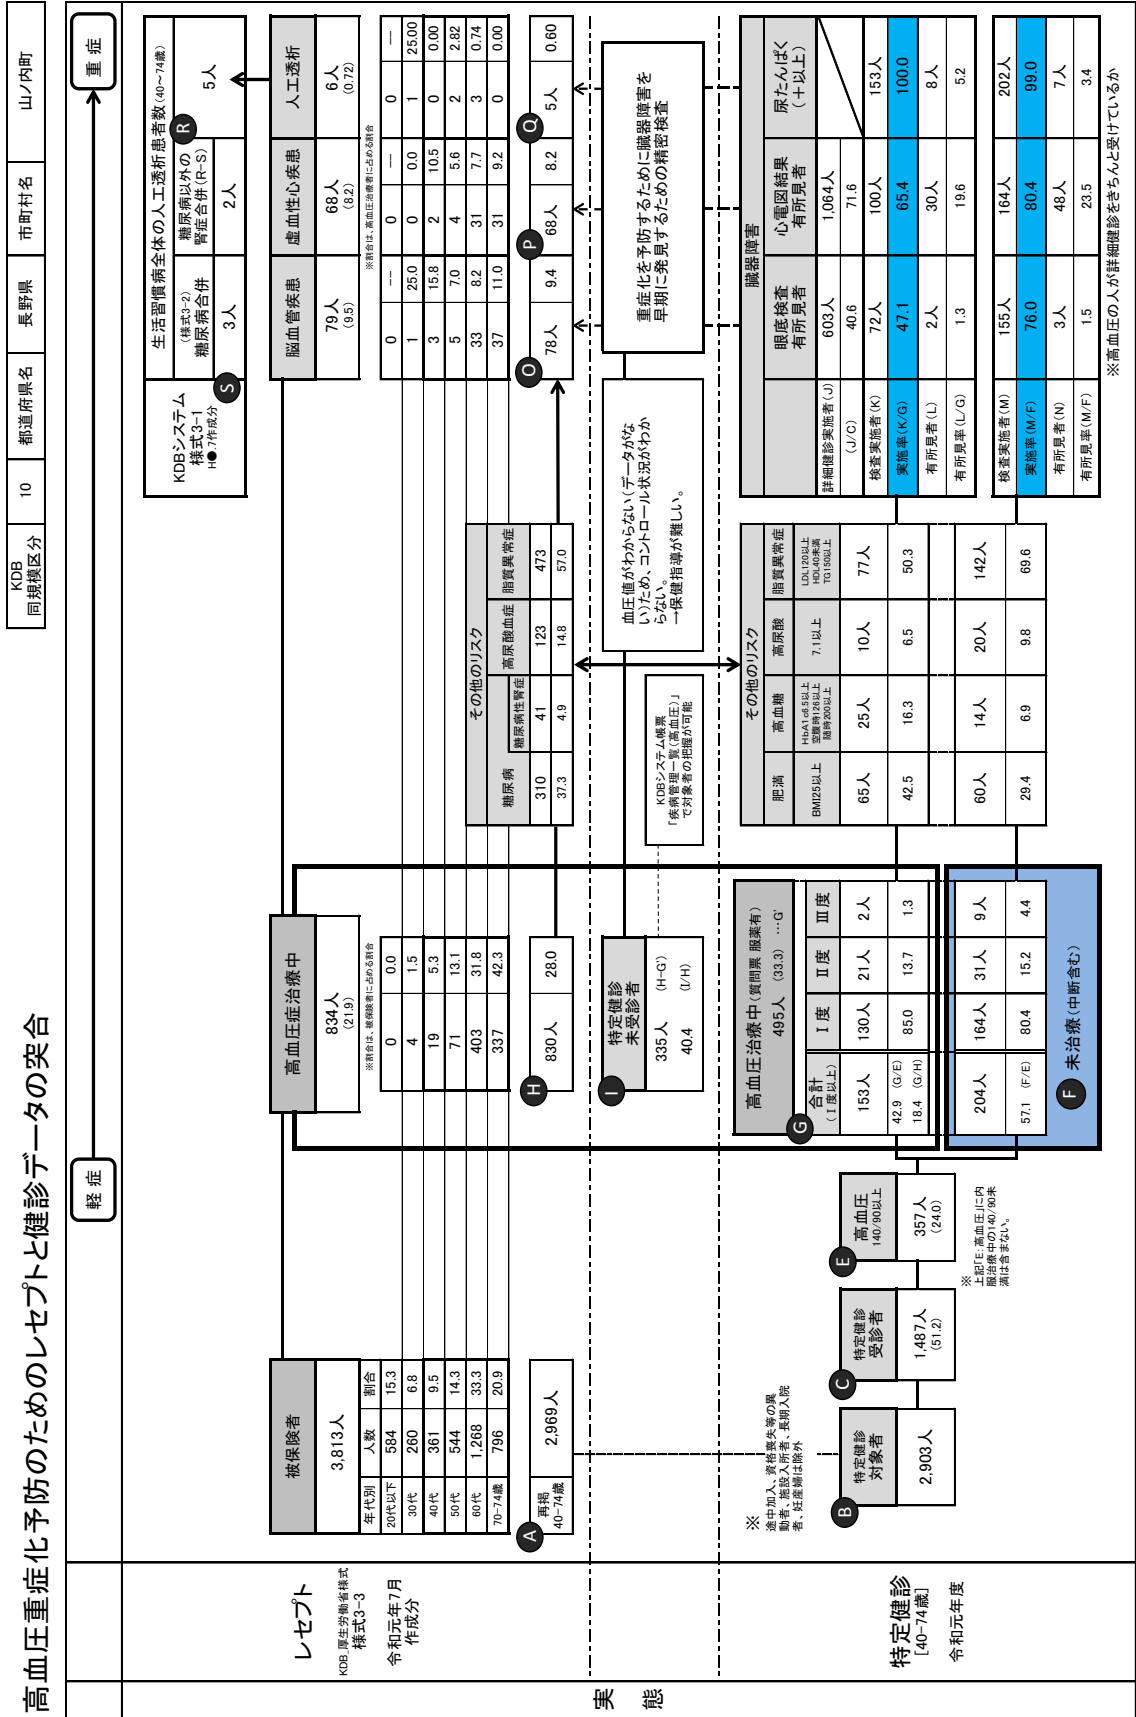 高血圧重症化予防のためのレセプトと健診データの突合
KDB
同規模区分
10
都道府県名
長野県
市町村名
山ノ内町
軽症
重症
実態
レセプト
KDB_厚生労働省様式
様式3-3
令和元年7月
作成分
KDBシステム
様式3-1
H●.7作成分
生活習慣病全体の人工透析患者数(40～74歳)
S
(様式3-2)
糖尿病合併
糖尿病以外の
腎症合併(R-S)
R
3人
2人
5人
被保険者
3,813人
年代別 人数 割合
20代以下 584 15.3
30代 260 6.8
40代 361 9.5
50代 544 14.3
60代 1,268 33.3
70-74歳 796 20.9
A
再掲
40-74歳
2,969人
高血圧症治療中
834人
(21.9)
※割合は、被保険者に占める割合
0 0.0
4 1.5
19 5.3
71 13.1
403 31.8
337 42.3
H
830人 28.0
その他のリスク
糖尿病 糖尿病性腎症 高尿酸血症 脂質異常症
310 41 123 473
37.3 4.9 14.8 57.0
脳血管疾患 虚血性心疾患 人工透析
79人 68人 6人
(9.5) (8.2) (0.72)
※割合は、高血圧治療者に占める割合
0 -- 0 -- 0 --
1 25.0 0 0.0 1 25.00
3 15.8 2 10.5 0 0.00
5 7.0 4 5.6 2 2.82
33 8.2 31 7.7 3 0.74
37 11.0 31 9.2 0 0.00
O
78人 9.4
P
68人 8.2
Q
5人 0.60
I
特定健診
未受診者
335人 (H-G')
40.4 (I/H)
KDBシステム帳票
「疾病管理一覧(高血圧)」
で対象者の把握が可能
血圧値がわからない(データがな
い)ため、コントロール状況がわか
らない。
→保健指導が難しい。
重症化を予防するために臓器障害を
早期に発見するための精密検査
特定健診
[40-74歳]
令和元年度
※
途中加入、資格喪失等の異
動者、施設入所者、長期入院
者、妊産婦は除外
B
特定健診
対象者
2,903人
C
特定健診
受診者
1,487人
(51.2)
E
高血圧
140/90以上
357人
(24.0)
※
上記「E:高血圧」に内
服治療中の140/90未
満は含まない。
高血圧治療中(質問票 服薬有)
495人 (33.3) …G'
G
合計
(Ⅰ度以上)
Ⅰ度 Ⅱ度 Ⅲ度
153人 130人 21人 2人
42.9 (G/E)
18.4 (G/H)
85.0 13.7 1.3
204人 164人 31人 9人
57.1 (F/E) 80.4 15.2 4.4
F
未治療(中断含む)
その他のリスク
肥満 高血糖 高尿酸 脂質異常症
BMI25以上
HbA1c6.5以上
空腹時126以上
随時200以上
7.1以上
LDL120以上
HDL40未満
TG150以上
65人 25人 10人 77人
42.5 16.3 6.5 50.3
60人 14人 20人 142人
29.4 6.9 9.8 69.6
臓器障害
眼底検査
有所見者
心電図結果
有所見者
尿たんぱく
(＋以上)
詳細健診実施者(J) 603人 1,064人
(J/C) 40.6 71.6
検査実施者(K) 72人 100人 153人
実施率(K/G) 47.1 65.4 100.0
有所見者(L) 2人 30人 8人
有所見率(L/G) 1.3 19.6 5.2
検査実施者(M) 155人 164人 202人
実施率(M/F) 76.0 80.4 99.0
有所見者(N) 3人 48人 7人
有所見率(M/F) 1.5 23.5 3.4
※高血圧の人が詳細健診をきちんと受けているか